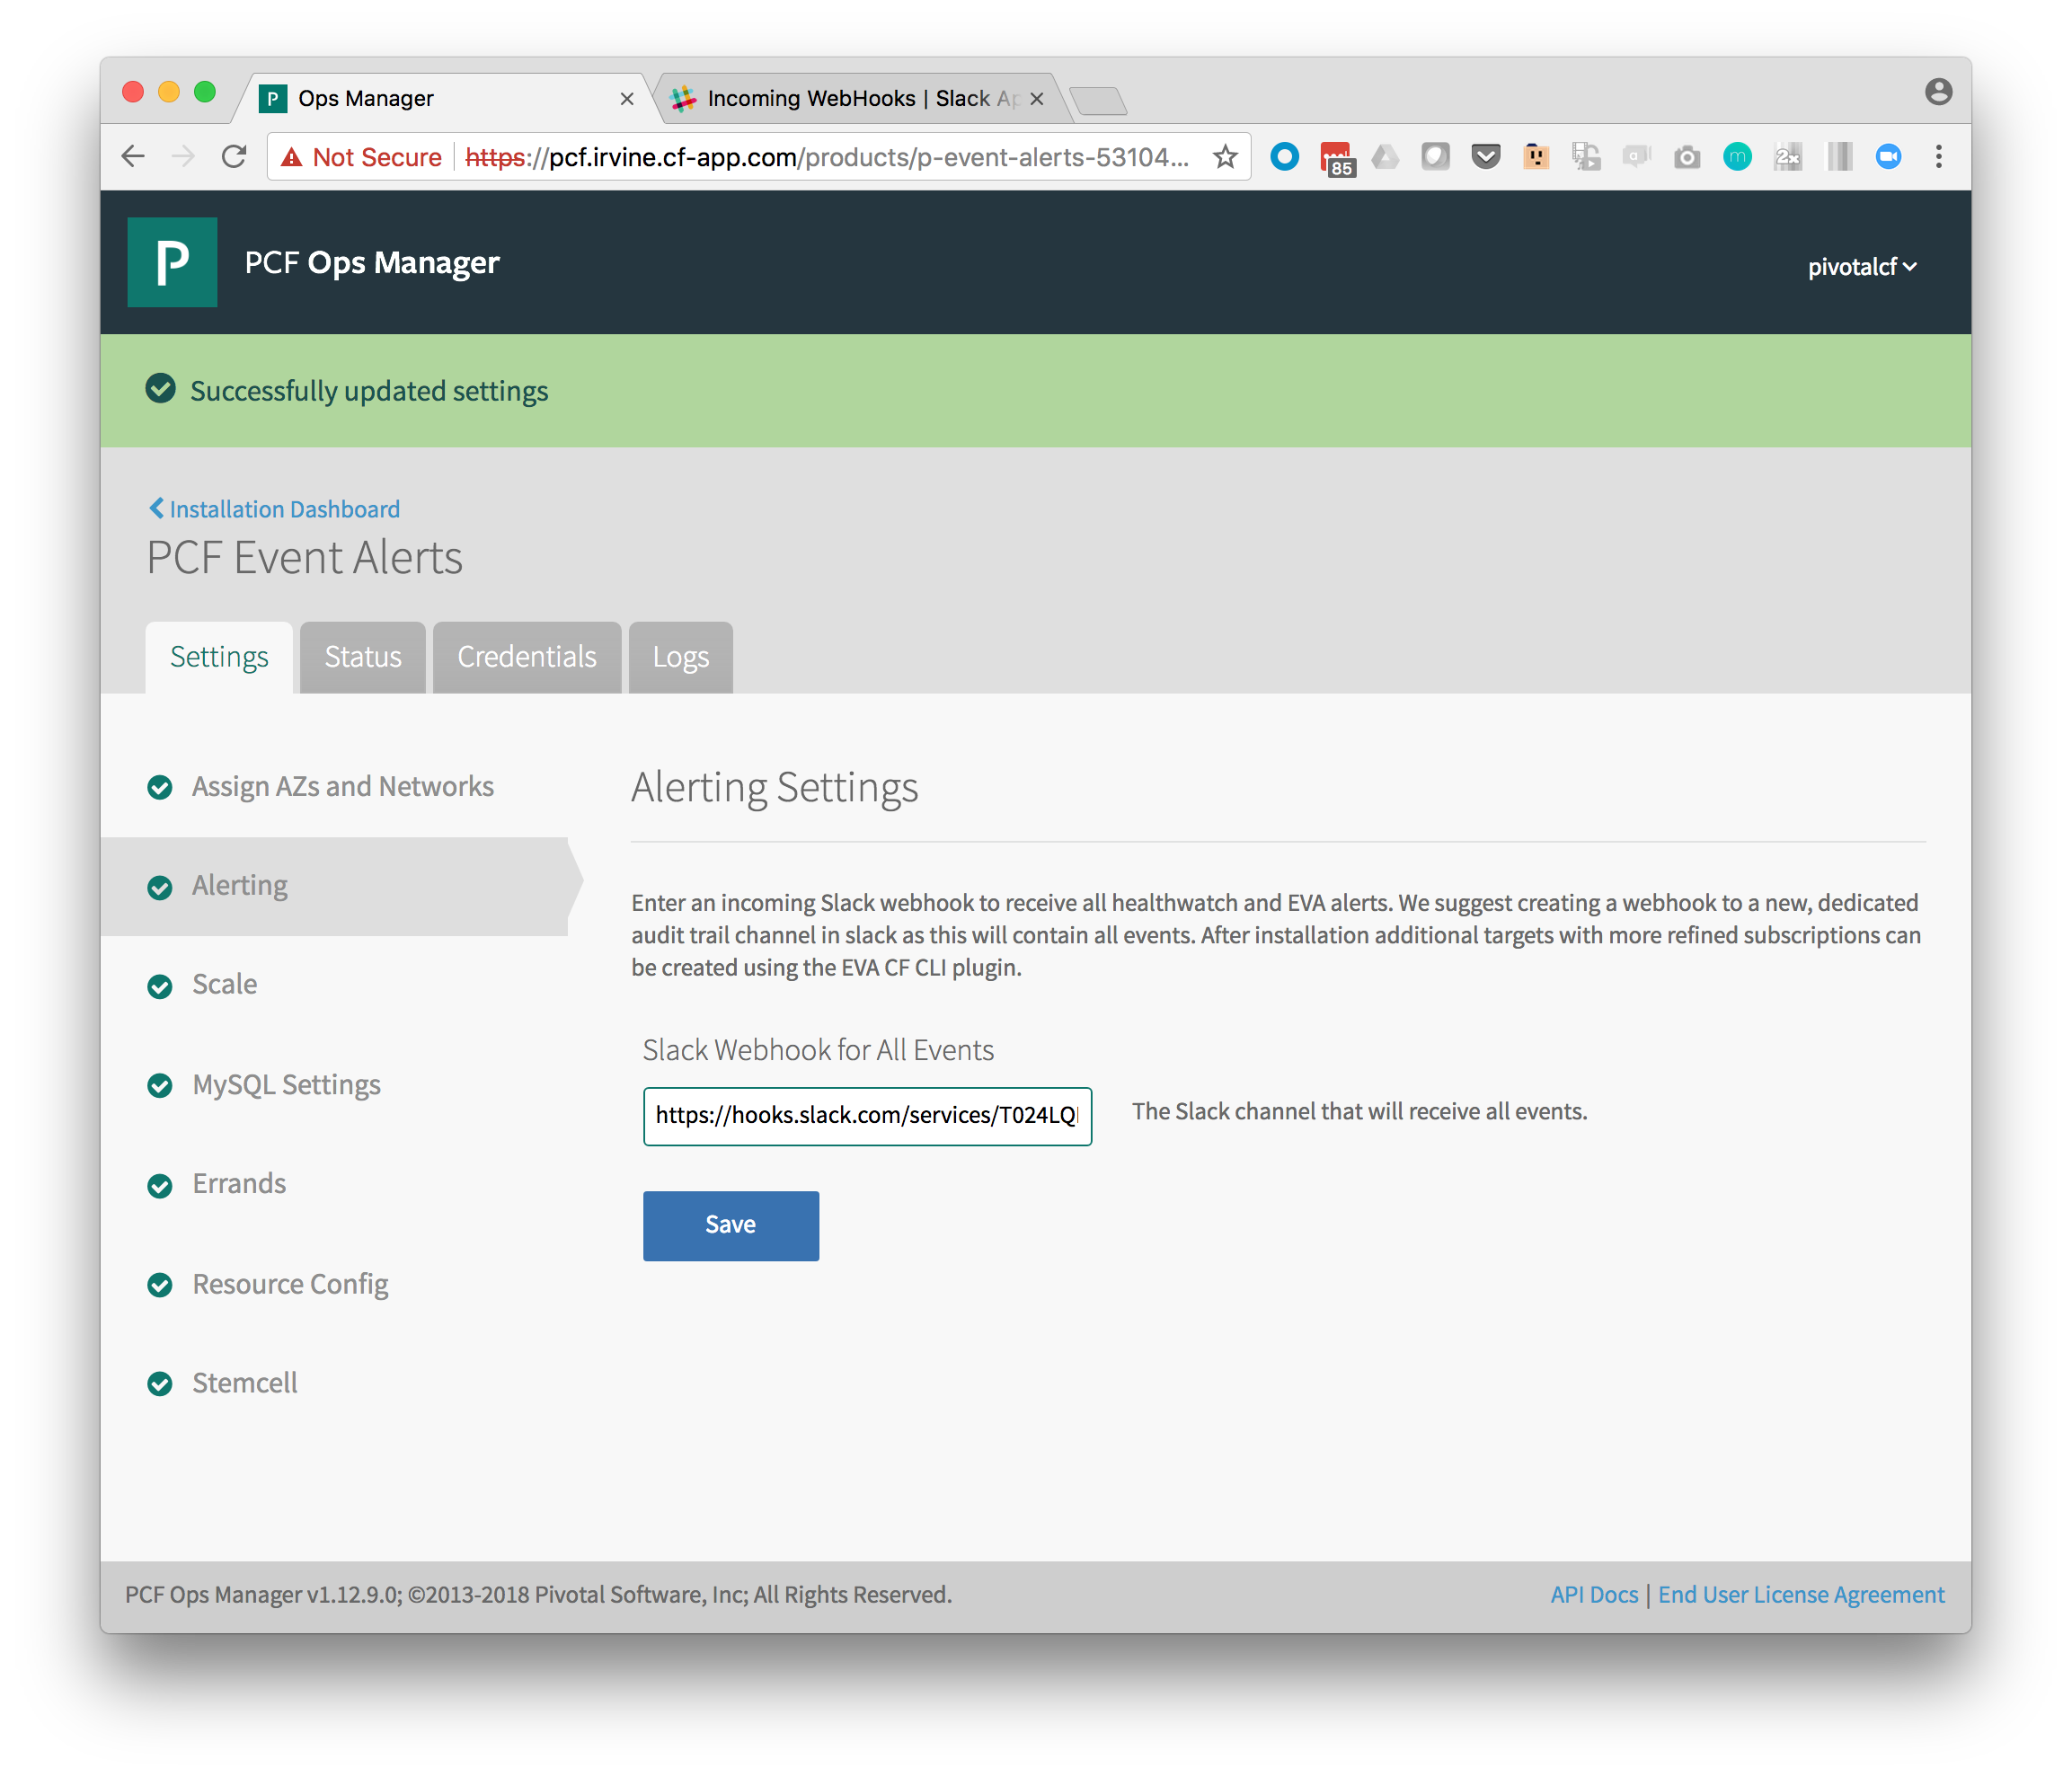 P Ops Manager
Incoming WebHooks | Slack Ap
Not Secure https://pcf.irvine.cf-app.com/products/p-event-alerts-53104...
85
a
m
2x
P PCF Ops Manager
pivotalcf
Successfully updated settings
Installation Dashboard
PCF Event Alerts
Settings Status Credentials Logs
Assign AZs and Networks
Alerting
Scale
MySQL Settings
Errands
Resource Config
Stemcell
Alerting Settings
Enter an incoming Slack webhook to receive all healthwatch and EVA alerts. We suggest creating a webhook to a new, dedicated
audit trail channel in slack as this will contain all events. After installation additional targets with more refined subscriptions can
be created using the EVA CF CLI plugin.
Slack Webhook for All Events
https://hooks.slack.com/services/T024LQ
The Slack channel that will receive all events.
Save
PCF Ops Manager v1.12.9.0; ©2013-2018 Pivotal Software, Inc; All Rights Reserved.
API Docs | End User License Agreement